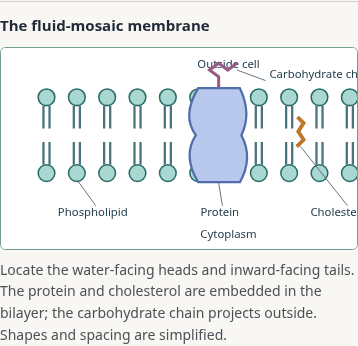 The fluid-mosaic membrane
Outside cell
Carbohydrate ch
Phospholipid
Protein
Choleste
Cytoplasm
Locate the water-facing heads and inward-facing tails.
The protein and cholesterol are embedded in the
bilayer; the carbohydrate chain projects outside.
Shapes and spacing are simplified.